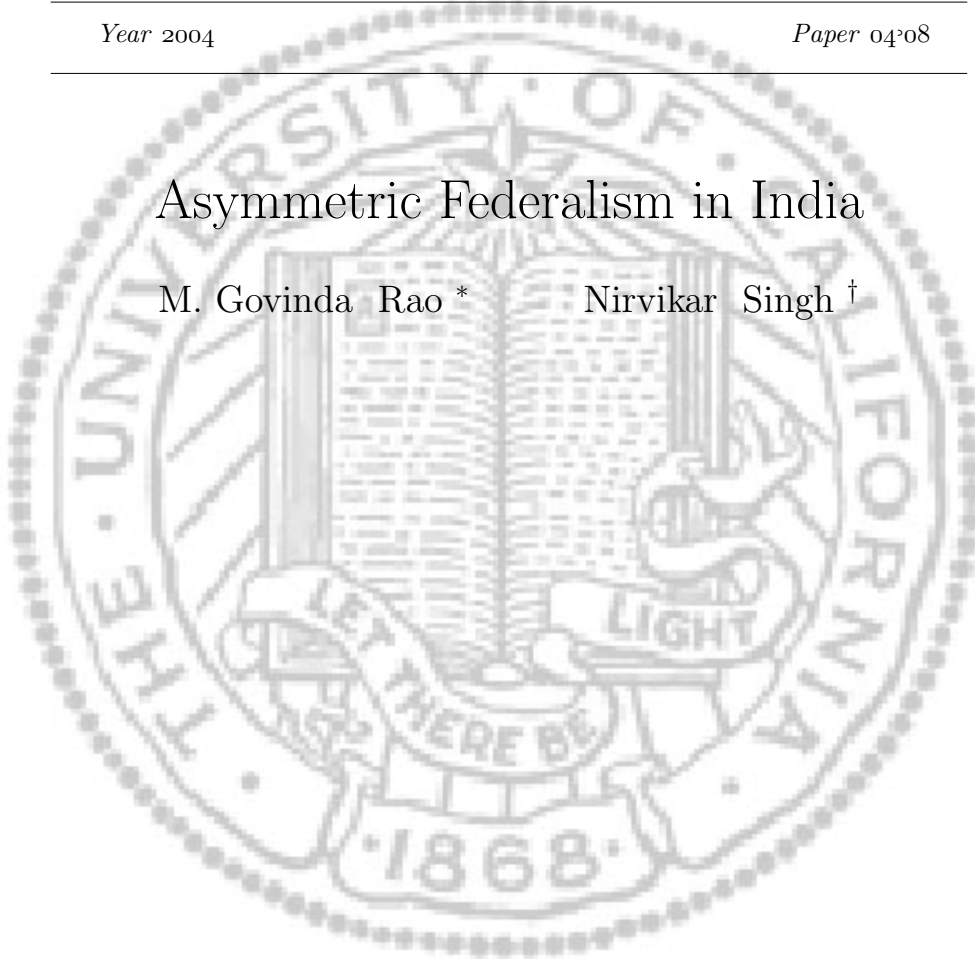 Year 2004 Paper 04-08
Asymmetric Federalism in India
M. Govinda Rao * Nirvikar Singh †
THE · UNIVERSITY · OF · CALIFORNIA ·
LET THERE BE
LIGHT
·1868·